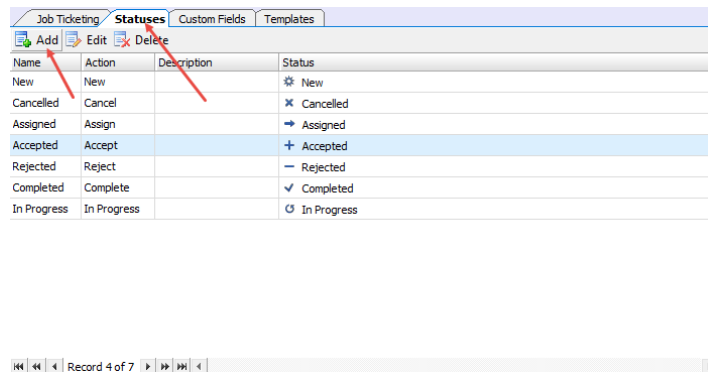 Job Ticketing Statuses Custom Fields Templates
Add Edit Delete
Name Action Description Status
New New New
Cancelled Cancel Cancelled
Assigned Assign Assigned
Accepted Accept Accepted
Rejected Reject Rejected
Completed Complete Completed
In Progress In Progress In Progress
Record 4 of 7